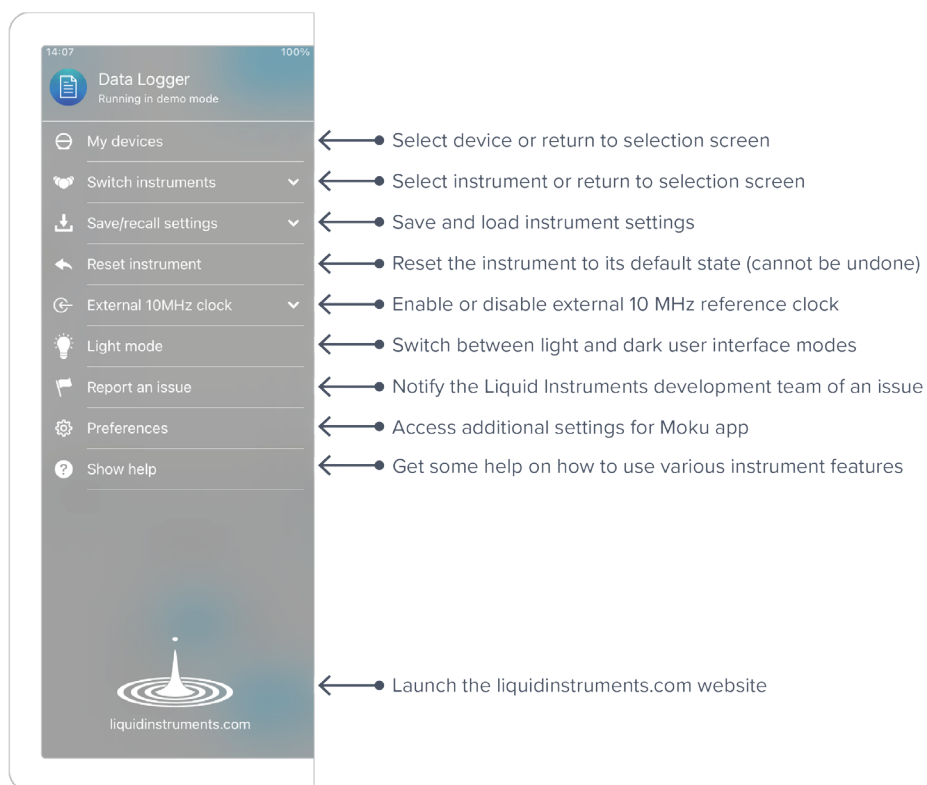 14:07 100%
Data Logger
Running in demo mode
My devices
Select device or return to selection screen
Switch instruments
Select instrument or return to selection screen
Save/recall settings
Save and load instrument settings
Reset instrument
Reset the instrument to its default state (cannot be undone)
External 10MHz clock
Enable or disable external 10 MHz reference clock
Light mode
Switch between light and dark user interface modes
Report an issue
Notify the Liquid Instruments development team of an issue
Preferences
Access additional settings for Moku app
Show help
Get some help on how to use various instrument features
Launch the liquidinstruments.com website
liquidinstruments.com